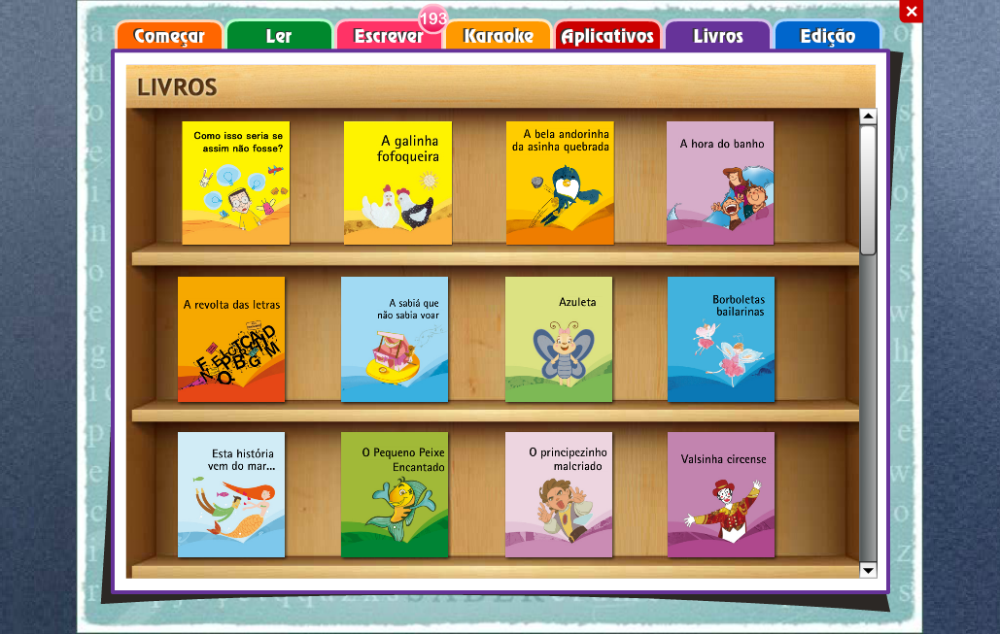 193
Começar
Ler
Escrever
Karaoke
Aplicativos
Livros
Edição
LIVROS
Como isso seria se
assim não fosse?
A galinha
fofoqueira
A bela andorinha
da asinha quebrada
A hora do banho
A revolta das letras
A sabiá que
não sabia voar
Azuleta
Borboletas
bailarinas
Esta história
vem do mar...
O Pequeno Peixe
Encantado
O principezinho
malcriado
Valsinha circense